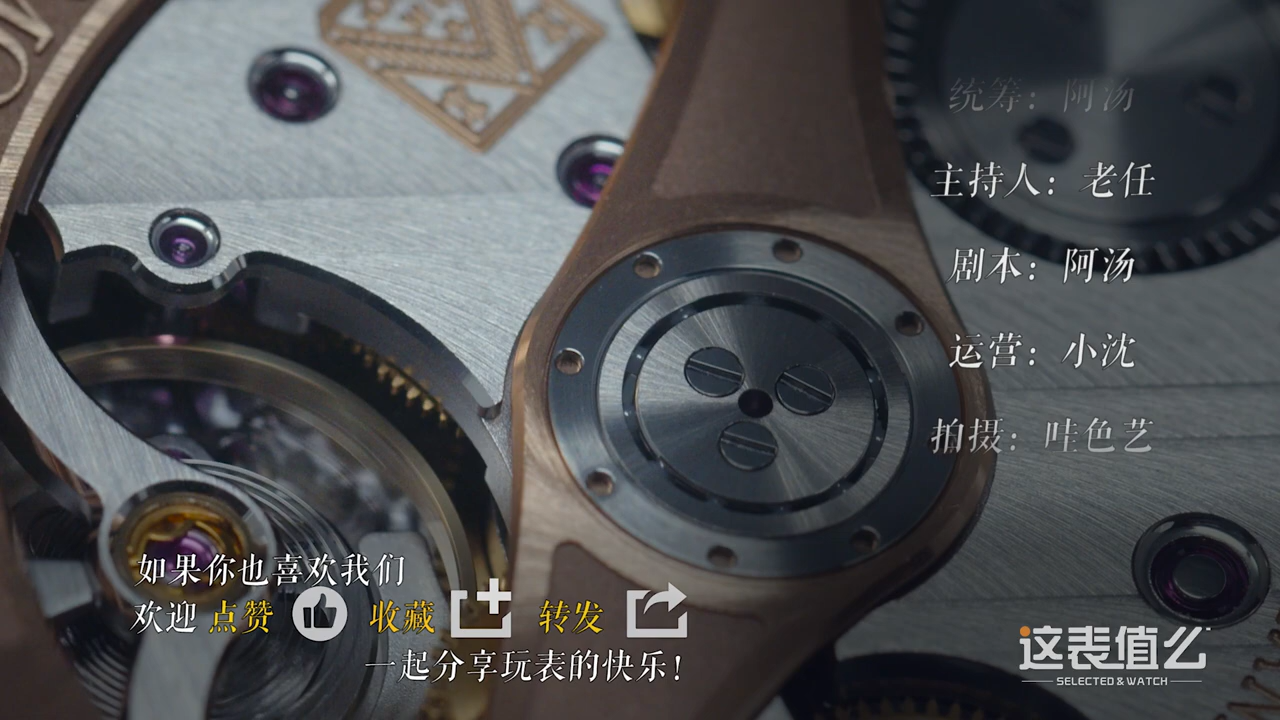 统筹：阿汤
主持人：老任
剧本：阿汤
运营：小沈
拍摄：哇色艺
如果你也喜欢我们
欢迎 点赞 收藏 转发
一起分享玩表的快乐！
这表值么
SELECTED & WATCH